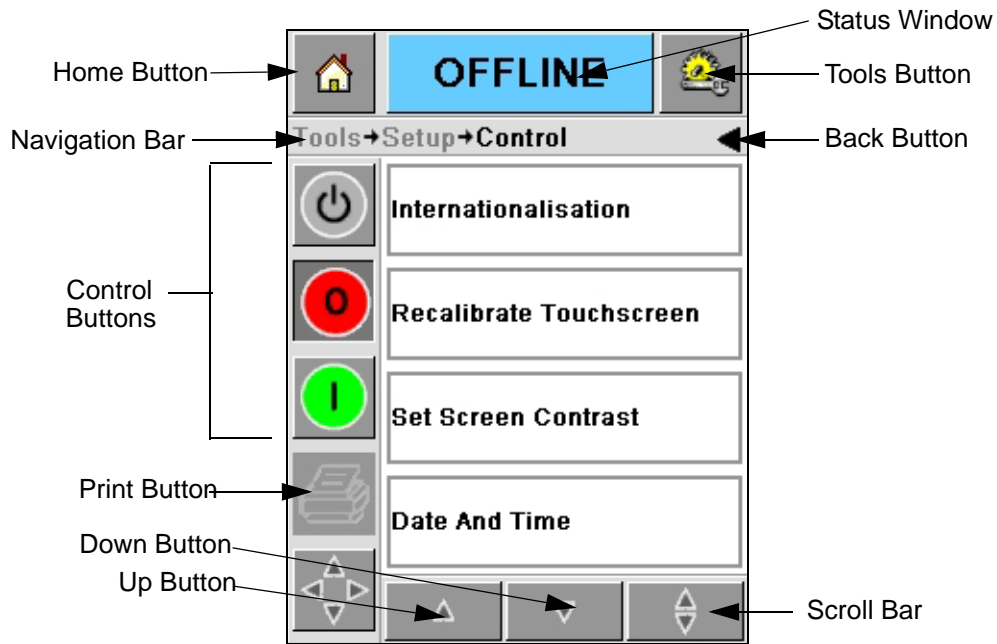 Status Window
Home Button
OFFLINE
Tools Button
Navigation Bar
Tools→Setup→Control
Back Button
Internationalisation
Control
Buttons
O
Recalibrate Touchscreen
I
Set Screen Contrast
Print Button
Date And Time
Down Button
Up Button
Scroll Bar